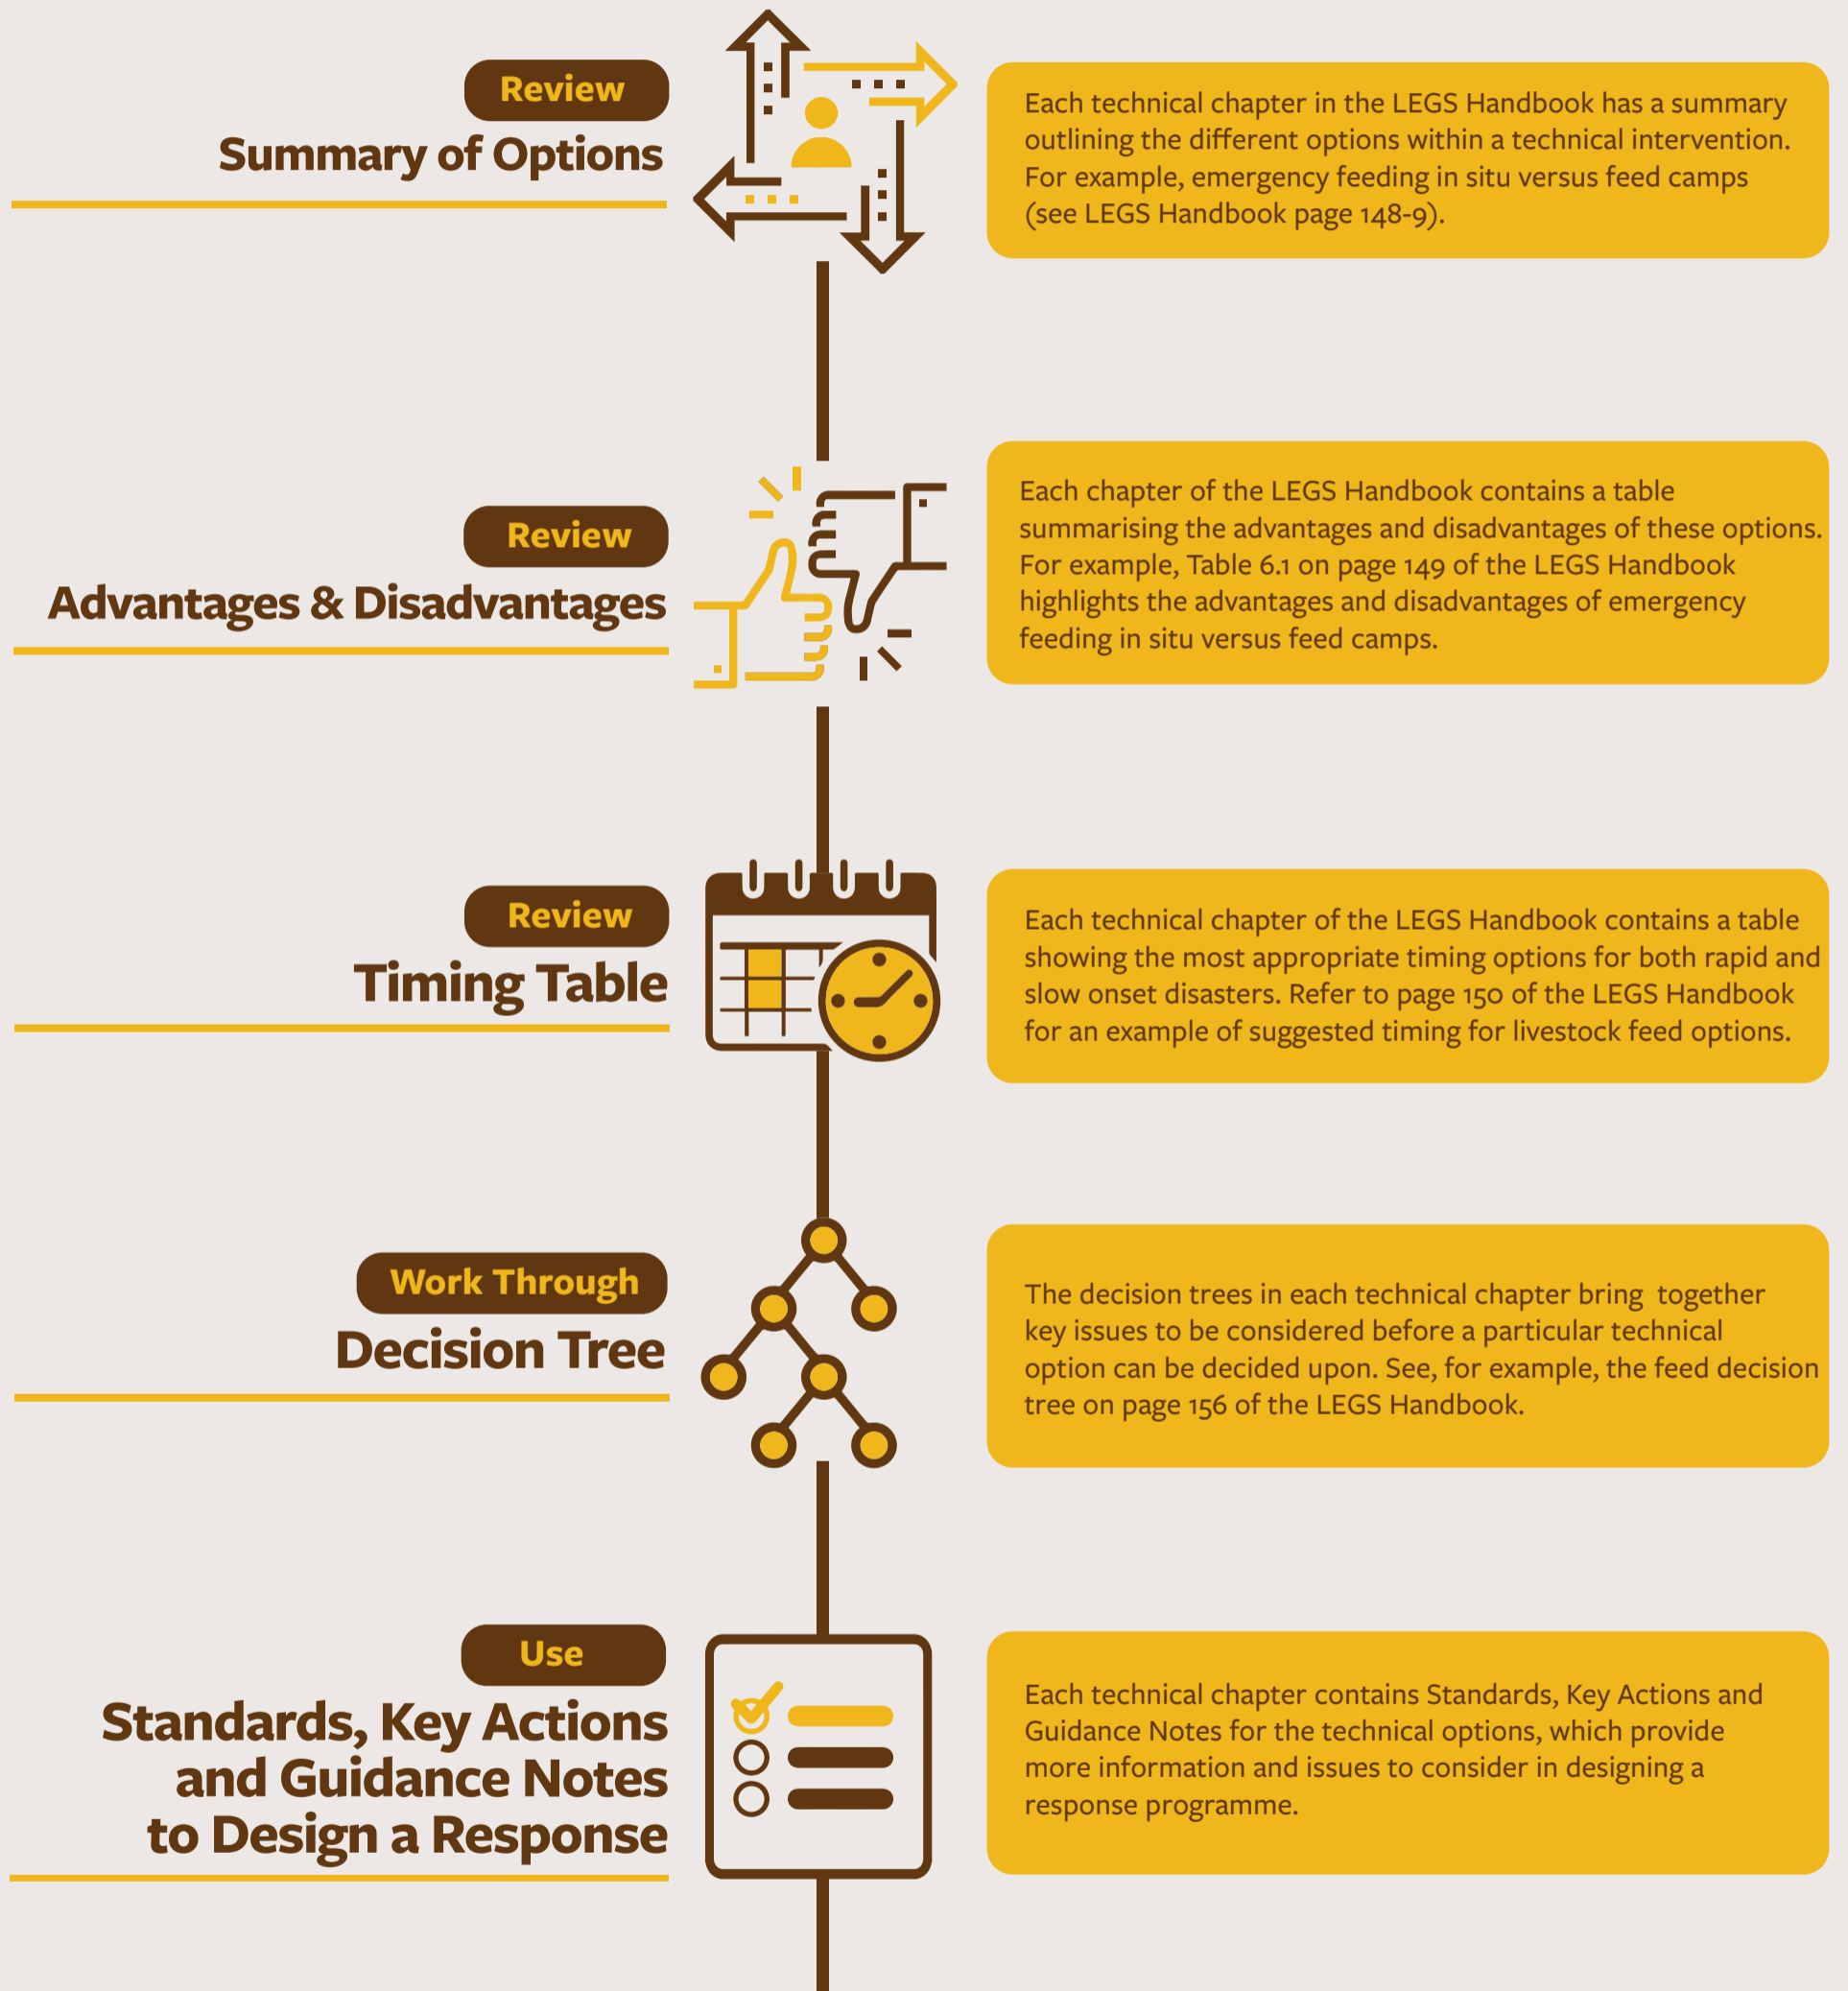 Review
Summary of Options
Each technical chapter in the LEGS Handbook has a summary
outlining the different options within a technical intervention.
For example, emergency feeding in situ versus feed camps
(see LEGS Handbook page 148-9).
Review
Advantages & Disadvantages
Each chapter of the LEGS Handbook contains a table
summarising the advantages and disadvantages of these options.
For example, Table 6.1 on page 149 of the LEGS Handbook
highlights the advantages and disadvantages of emergency
feeding in situ versus feed camps.
Review
Timing Table
Each technical chapter of the LEGS Handbook contains a table
showing the most appropriate timing options for both rapid and
slow onset disasters. Refer to page 150 of the LEGS Handbook
for an example of suggested timing for livestock feed options.
Work Through
Decision Tree
The decision trees in each technical chapter bring  together
key issues to be considered before a particular technical
option can be decided upon. See, for example, the feed decision
tree on page 156 of the LEGS Handbook.
Use
Standards, Key Actions
and Guidance Notes
to Design a Response
Each technical chapter contains Standards, Key Actions and
Guidance Notes for the technical options, which provide
more information and issues to consider in designing a
response programme.